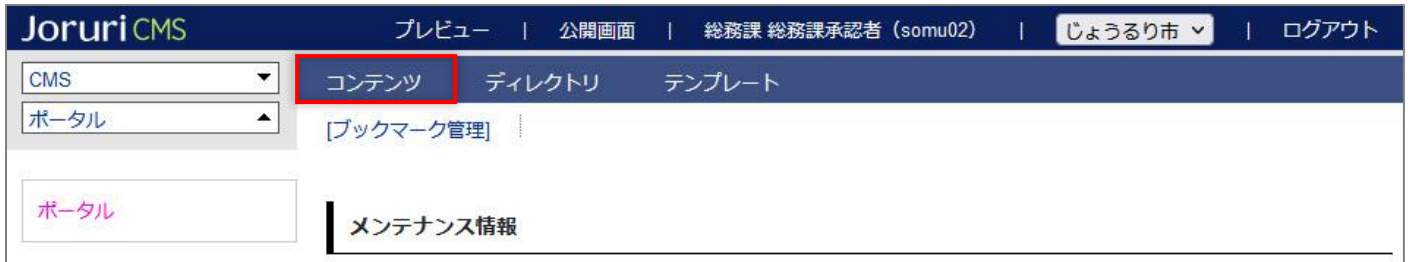 Joruri CMS プレビュー | 公開画面 | 総務課 総務課承認者（somu02） | じょうるり市 | ログアウト
CMS コンテンツ ディレクトリ テンプレート
ポータル [ブックマーク管理]
ポータル
メンテナンス情報